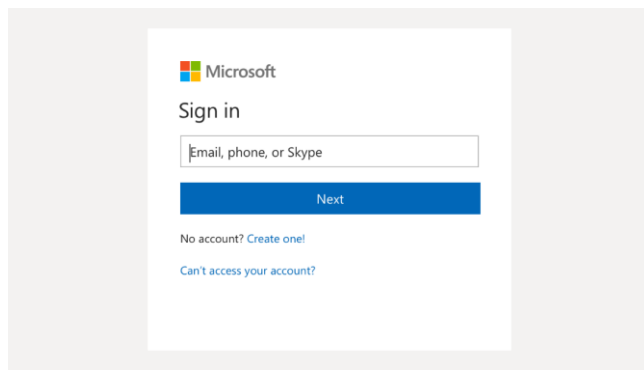 Microsoft
Sign in
Email, phone, or Skype
Next
No account? Create one!
Can't access your account?